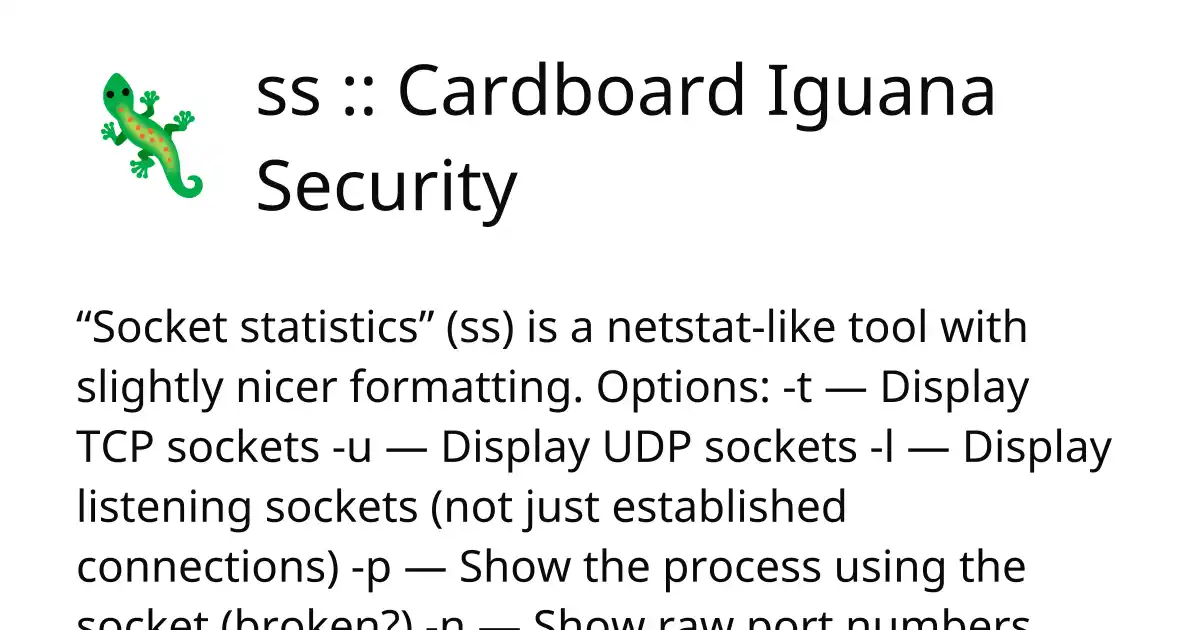 ss :: Cardboard Iguana
Security
“Socket statistics” (ss) is a netstat-like tool with
slightly nicer formatting. Options: -t — Display
TCP sockets -u — Display UDP sockets -l — Display
listening sockets (not just established
connections) -p — Show the process using the
socket (broken?) -n — Show raw port numbers